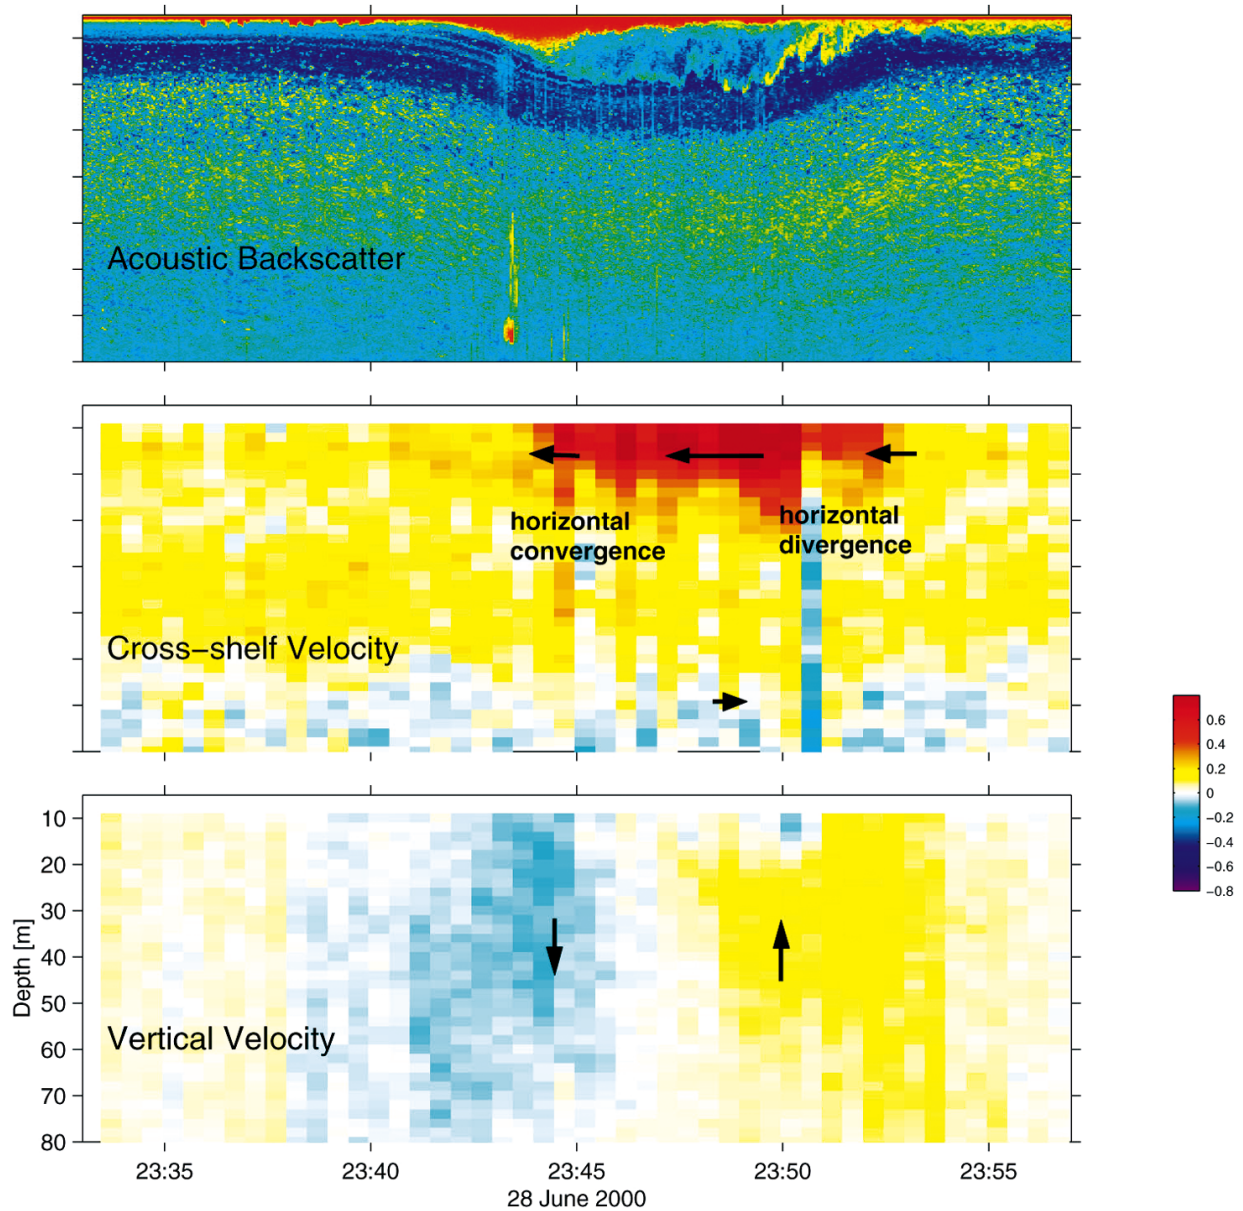 Acoustic Backscatter
horizontal
convergence
horizontal
divergence
Cross-shelf Velocity
0.6
0.4
0.2
0
-0.2
-0.4
-0.6
-0.8
10
20
30
40
50
60
70
80
Depth [m]
Vertical Velocity
23:35
23:40
23:45
23:50
23:55
28 June 2000